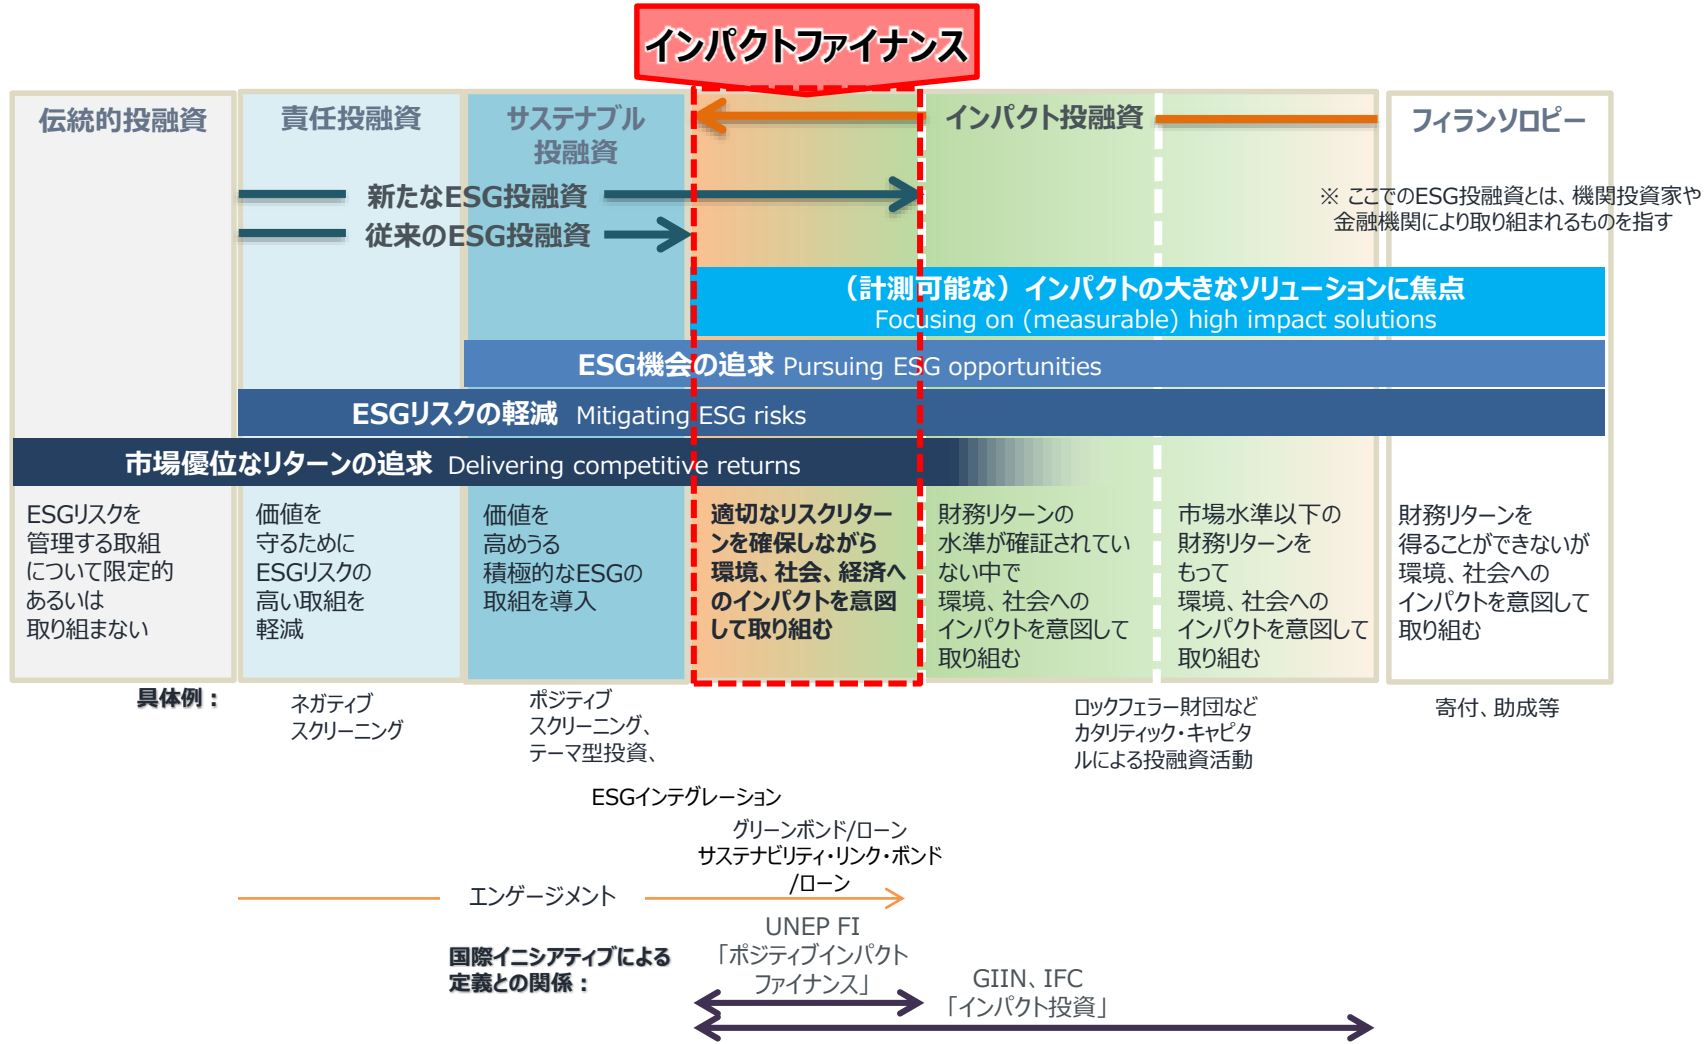 インパクトファイナンス
伝統的投融資
責任投融資
サステナブル
投融資
インパクト投融資
フィランソロピー
新たなESG投融資
従来のESG投融資
※ ここでのESG投融資とは、機関投資家や
金融機関により取り組まれるものを指す
（計測可能な）インパクトの大きなソリューションに焦点
Focusing on (measurable) high impact solutions
ESG機会の追求 Pursuing ESG opportunities
ESGリスクの軽減 Mitigating ESG risks
市場優位なリターンの追求 Delivering competitive returns
ESGリスクを
管理する取組
について限定的
あるいは
取り組まない
価値を
守るために
ESGリスクの
高い取組を
軽減
価値を
高めうる
積極的なESGの
取組を導入
適切なリスクリター
ンを確保しながら
環境、社会、経済へ
のインパクトを意図
して取り組む
財務リターンの
水準が確証されてい
ない中で
環境、社会への
インパクトを意図して
取り組む
市場水準以下の
財務リターンを
もって
環境、社会への
インパクトを意図して
取り組む
財務リターンを
得ることができないが
環境、社会への
インパクトを意図して
取り組む
具体例：
ネガティブ
スクリーニング
ポジティブ
スクリーニング、
テーマ型投資、
ロックフェラー財団など
カタリティック・キャピタ
ルによる投融資活動
寄付、助成等
ESGインテグレーション
グリーンボンド/ローン
サステナビリティ・リンク・ボンド
/ローン
エンゲージメント
国際イニシアティブによる
定義との関係：
UNEP FI
「ポジティブインパクト
ファイナンス」
GIIN、IFC
「インパクト投資」